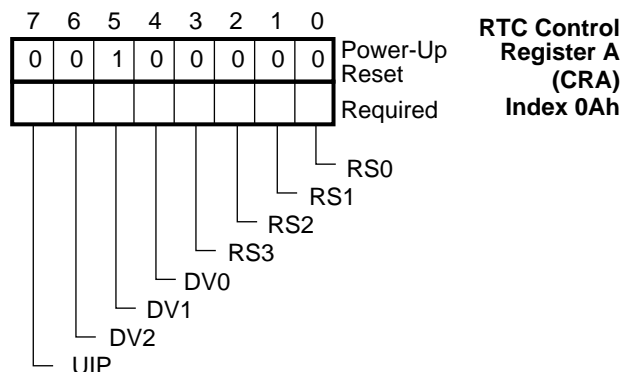 7 6 5 4 3 2 1 0
RTC Control
Register A
(CRA)
Index 0Ah
0 0 1 0 0 0 0 0
Power-Up
Reset
Required
RS0
RS1
RS2
RS3
DV0
DV1
DV2
UIP